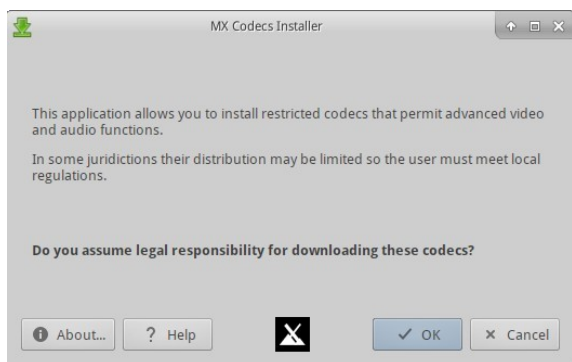 MX Codecs Installer
This application allows you to install restricted codecs that permit advanced video
and audio functions.
In some juridictions their distribution may be limited so the user must meet local
regulations.
Do you assume legal responsibility for downloading these codecs?
About...
? Help
OK
Cancel